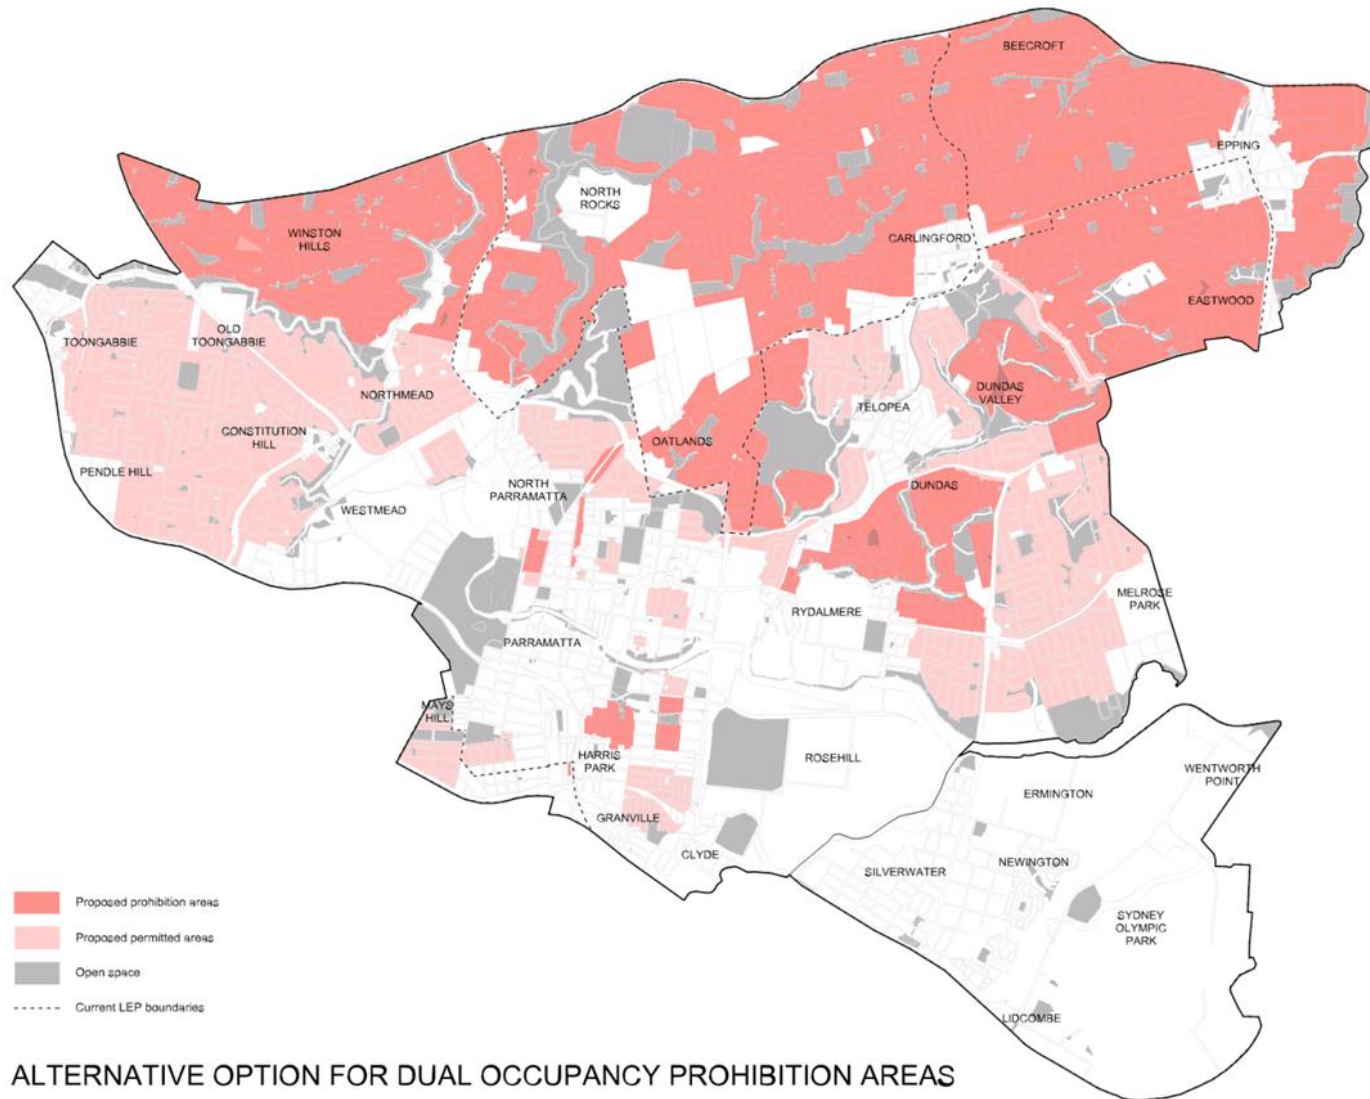 BEECROFT
EPPING
NORTH
ROCKS
WINSTON
HILLS
CARLINGFORD
EASTWOOD
TOONGABBIE
OLD
TOONGABBIE
NORTHMEAD
DUNDAS
VALLEY
TELOPEA
CONSTITUTION
HILL
OATLANDS
PENDLE HILL
NORTH
PARRAMATTA
DUNDAS
WESTMEAD
MELROSE
PARK
RYDALMERE
PARRAMATTA
MAYS
HILL
HARRIS
PARK
ROSEHILL
WENTWORTH
POINT
ERMINGTON
GRANVILLE
CLYDE
SILVERWATER
NEWINGTON
SYDNEY
OLYMPIC
PARK
LIDCOMBE
Proposed prohibition areas
Proposed permitted areas
Open space
Current LEP boundaries
ALTERNATIVE OPTION FOR DUAL OCCUPANCY PROHIBITION AREAS